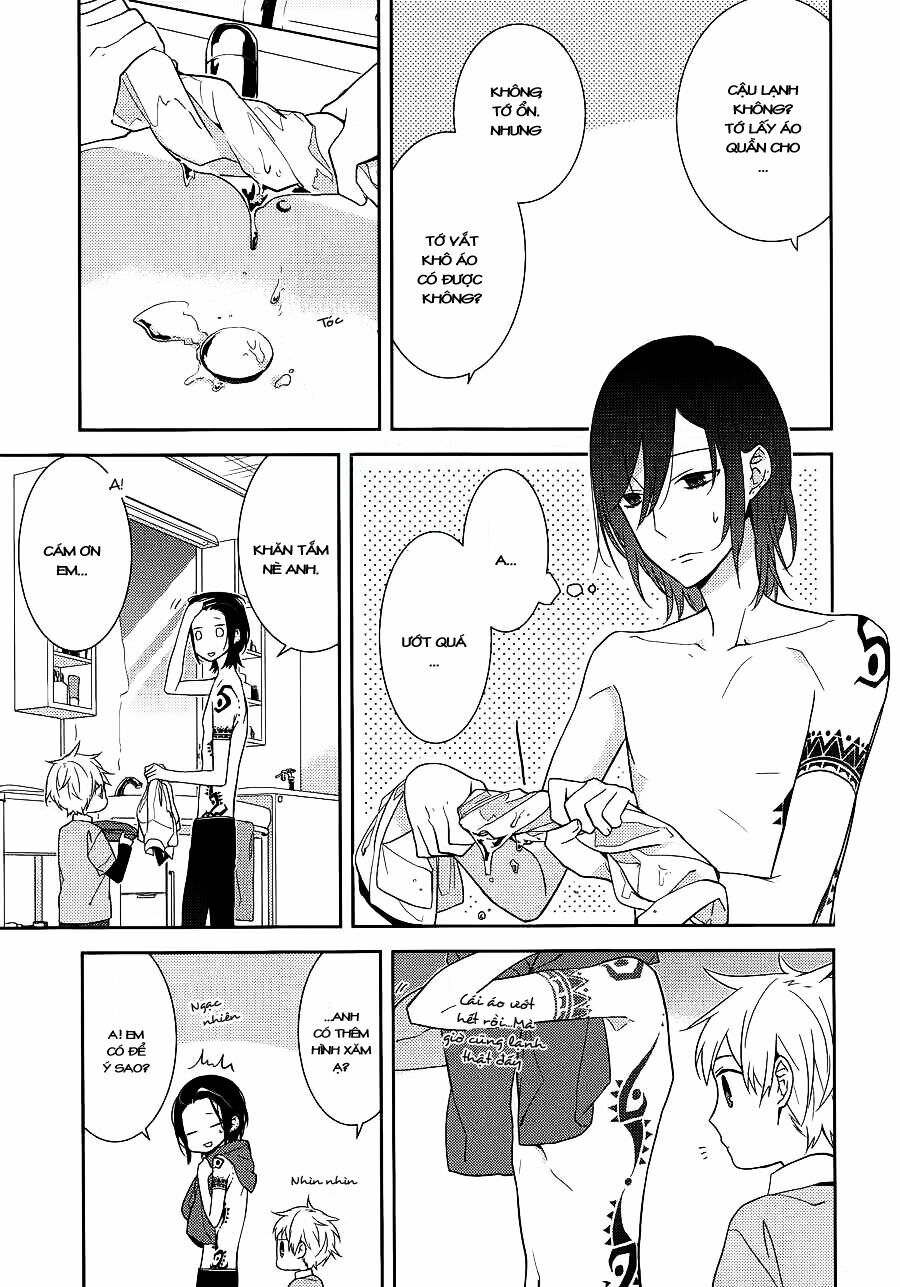 CẬU LẠNH
KHÔNG?
TỚ LẤY ÁO
QUẦN CHO
...
KHÔNG,
TỚ ỔN.
NHƯNG
TỚ VẮT
KHÔ ÁO
CÓ ĐƯỢC
KHÔNG?
TÓC
A...
ƯỚT QUÁ
...
KHĂN TẮM
NÈ ANH.
A!
CÁM ƠN
EM...
Cái áo ướt
hết rồi...Mà
giờ cũng lạnh
thật đấy
...ANH
CÓ THÊM
HÌNH XĂM
Ạ?
Ngạc
nhiên
A! EM
CÓ ĐỂ
Ý SAO?
Nhìn nhìn